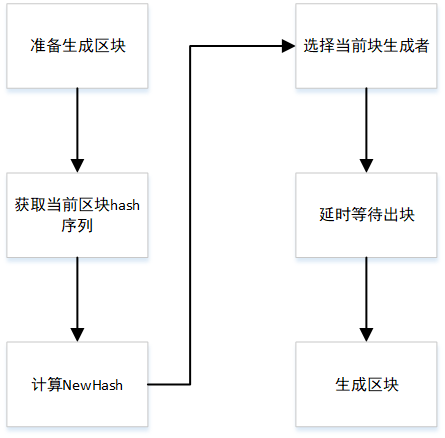 准备生成区块
获取当前区块hash
序列
计算NewHash
选择当前块生成者
延时等待出块
生成区块